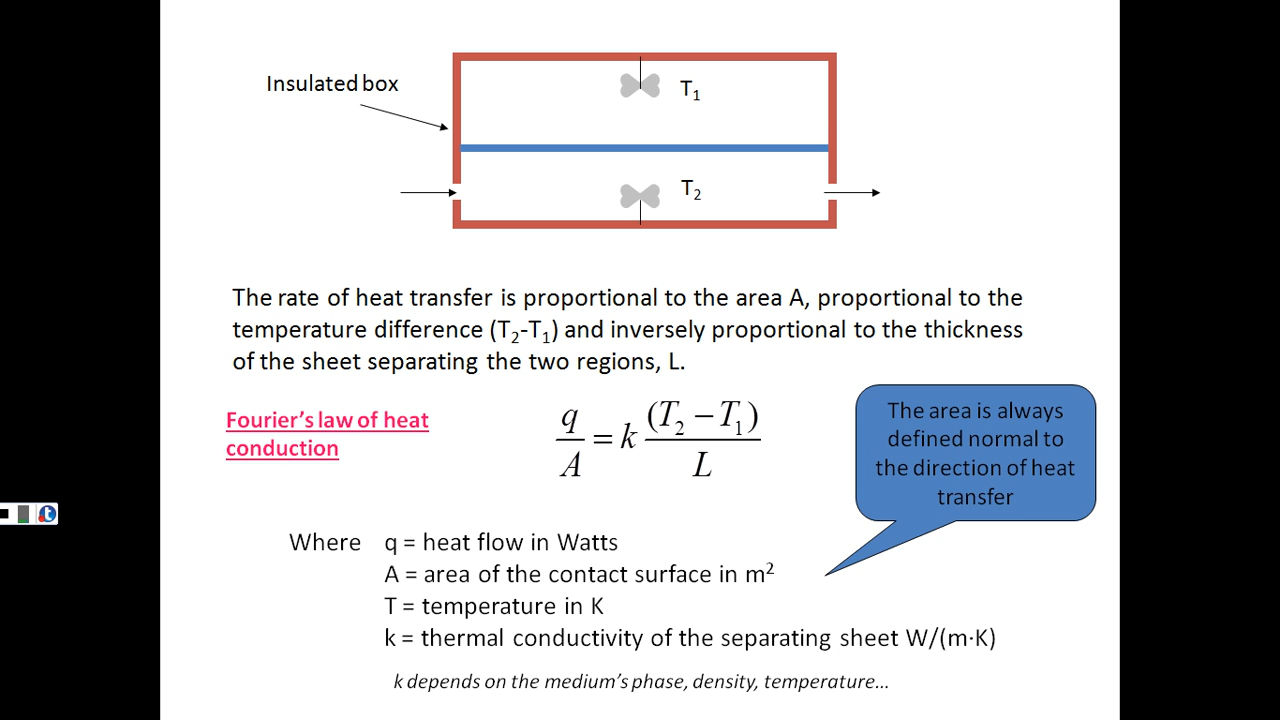 Insulated box
T₁
T₂
The rate of heat transfer is proportional to the area A, proportional to the
temperature difference (T₂-T₁) and inversely proportional to the thickness
of the sheet separating the two regions, L.
Fourier’s law of heat
conduction
q/A = k (T₂ − T₁)/L
The area is always
defined normal to
the direction of heat
transfer
Where q = heat flow in Watts
A = area of the contact surface in m²
T = temperature in K
k = thermal conductivity of the separating sheet W/(m·K)
k depends on the medium’s phase, density, temperature...
t